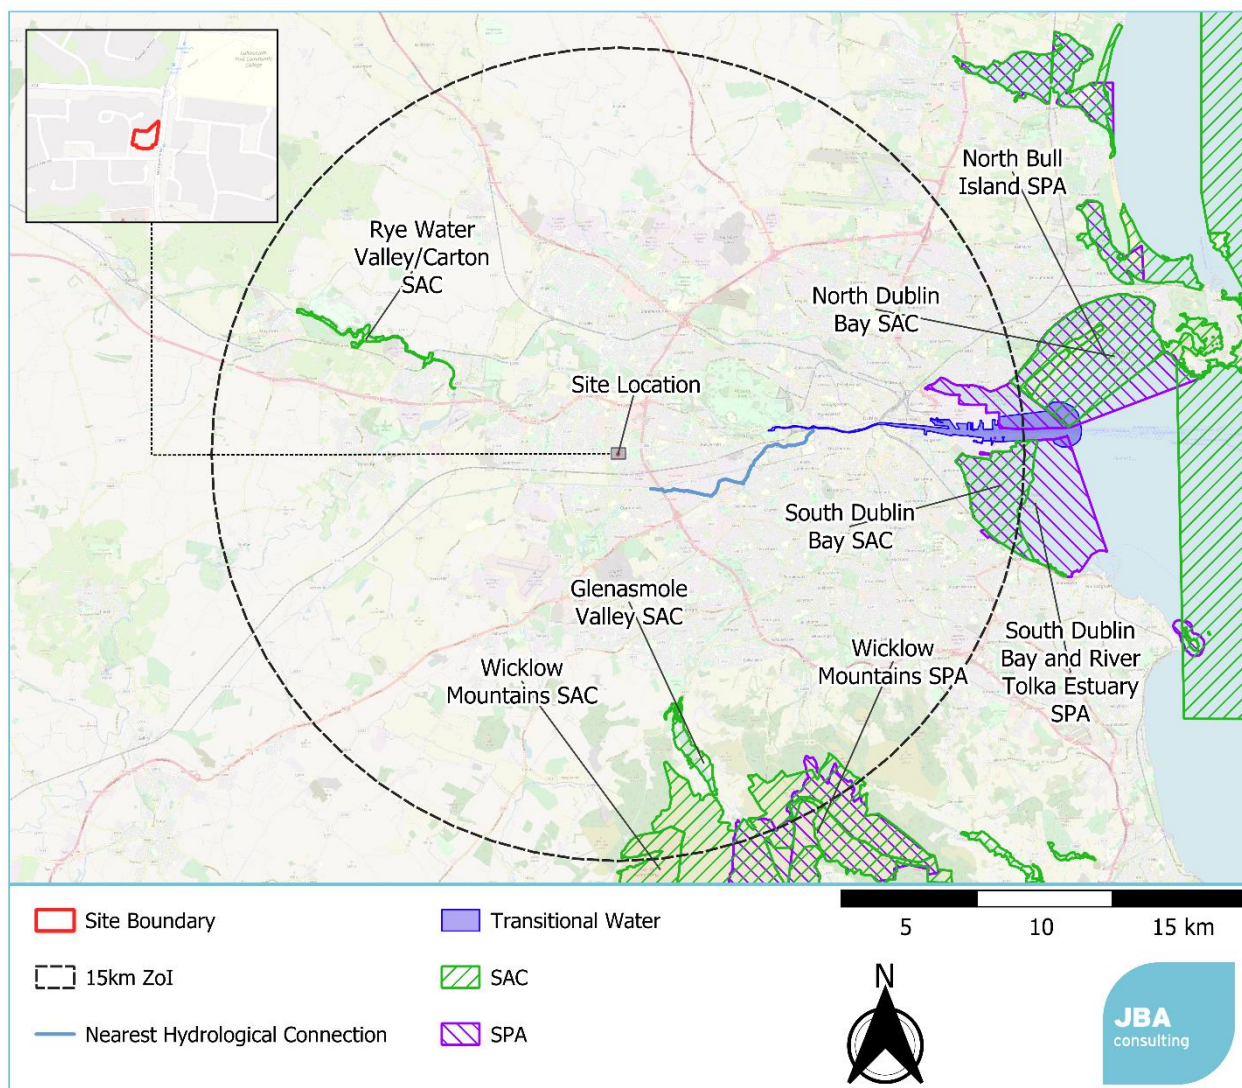 North Bull
Island SPA
Rye Water
Valley/Carton
SAC
North Dublin
Bay SAC
Site Location
South Dublin
Bay SAC
Glenasmole
Valley SAC
Wicklow
Mountains SAC
Wicklow
Mountains SPA
South Dublin
Bay and River
Tolka Estuary
SPA
Site Boundary
15km ZoI
Nearest Hydrological Connection
Transitional Water
SAC
SPA
5
10
15 km
N
JBA
consulting